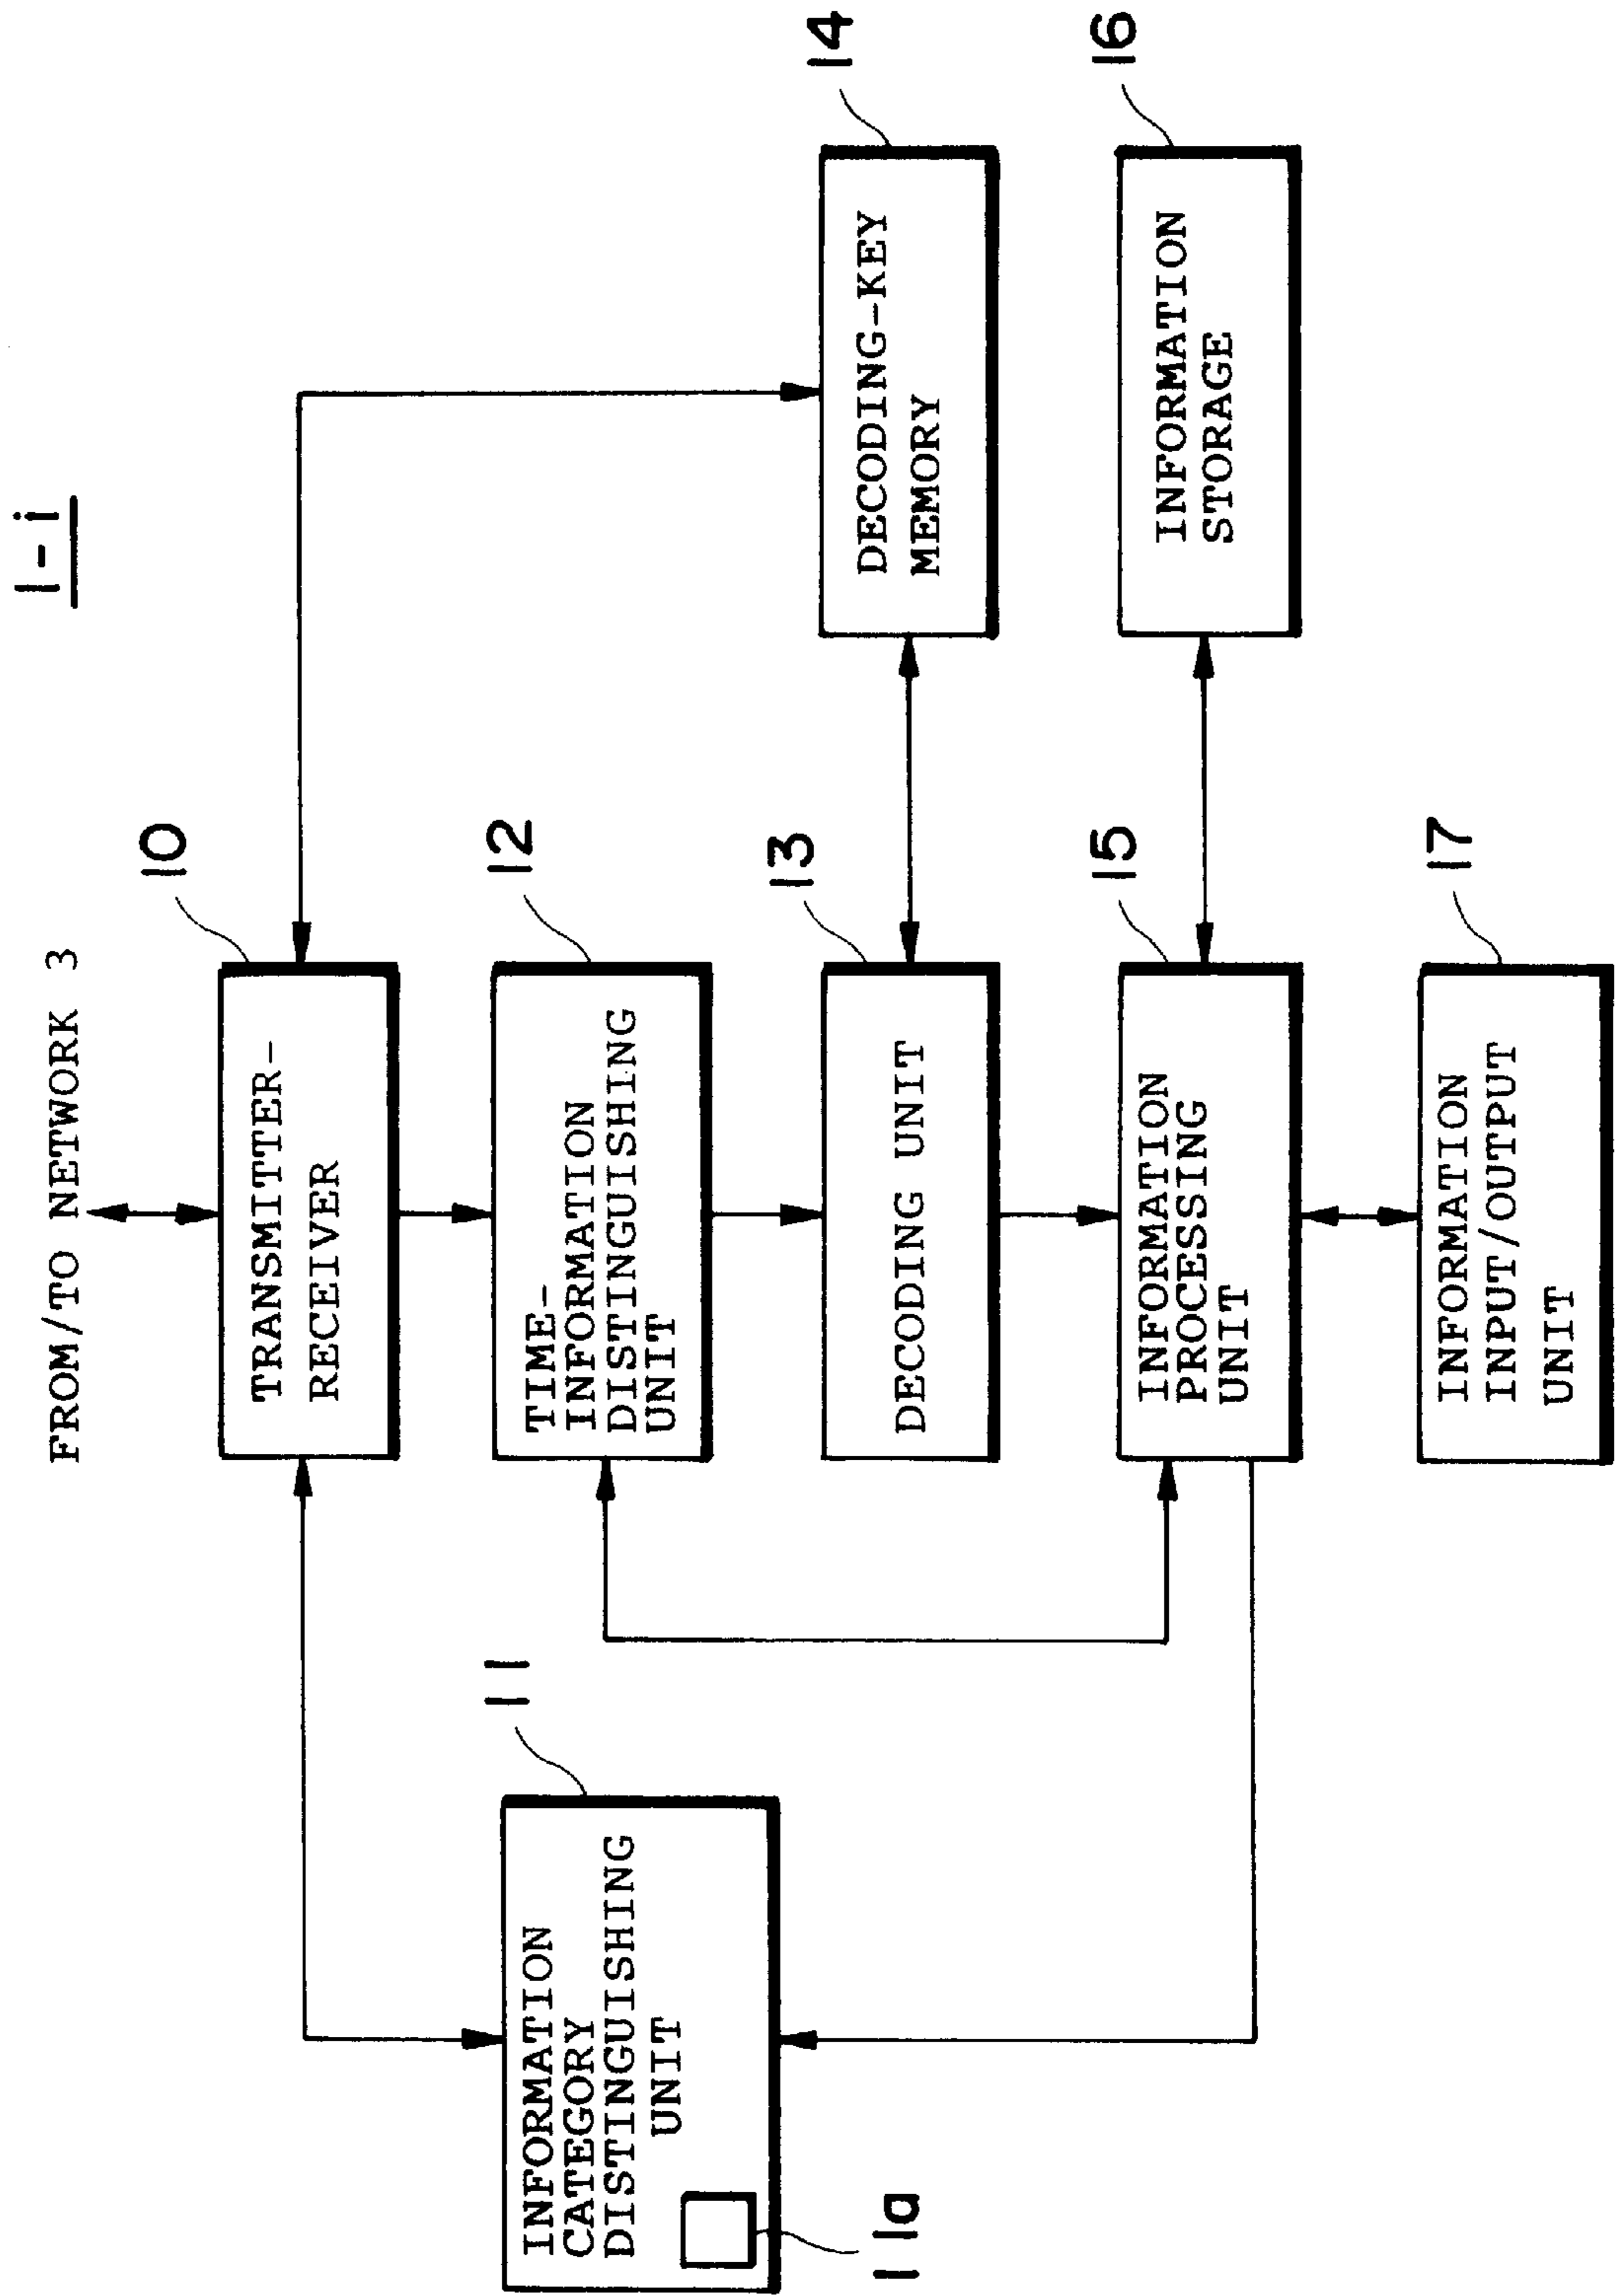 1-i
FROM/TO NETWORK 3
10
TRANSMITTER-
RECEIVER
11
INFORMATION
CATEGORY
DISTINGUISHING
UNIT
11a
12
TIME-
INFORMATION
DISTINGUISHING
UNIT
13
DECODING UNIT
14
DECODING-KEY
MEMORY
15
INFORMATION
PROCESSING
UNIT
16
INFORMATION
STORAGE
17
INFORMATION
INPUT/OUTPUT
UNIT